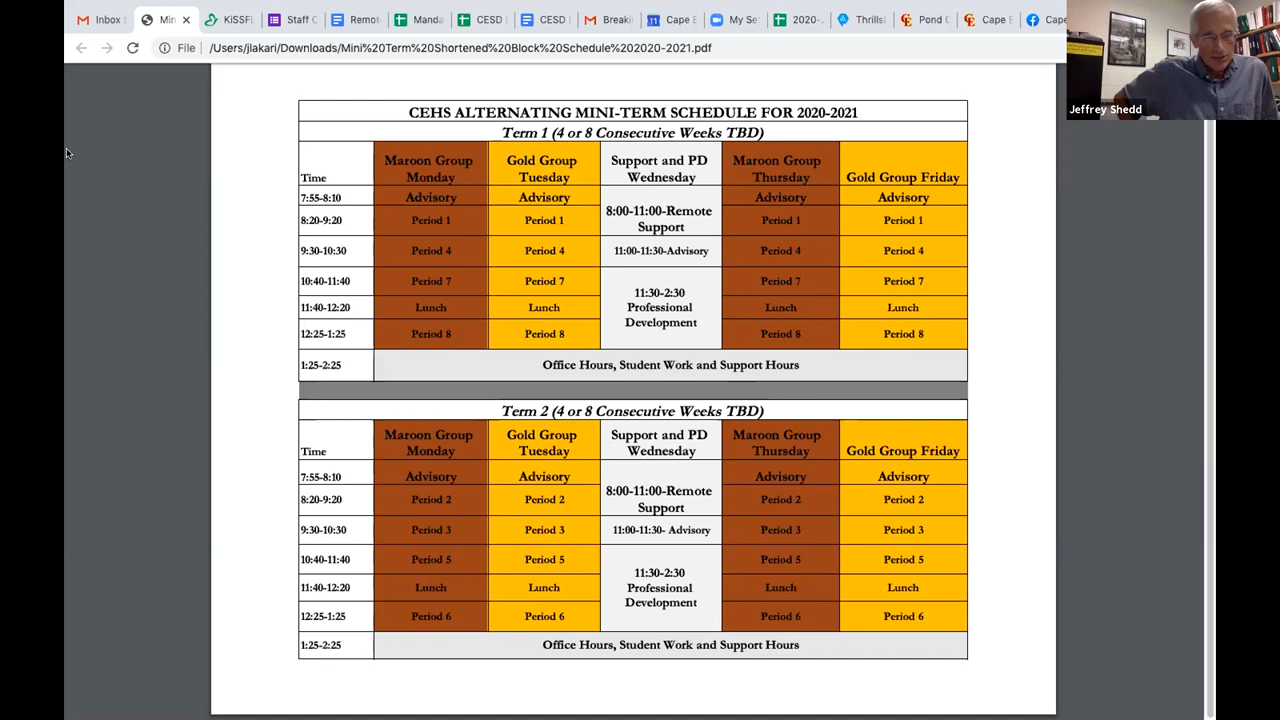 Inbox
Min
KiSSFL
Staff C
Remot
Manda
CESD
CESD
Breaki
Cape E
My Se
2020-
Thrills
Pond C
Cape E
Cape
File
/Users/jlakari/Downloads/Mini%20Term%20Shortened%20Block%20Schedule%202020-2021.pdf
Jeffrey Shedd
CEHS ALTERNATING MINI-TERM SCHEDULE FOR 2020-2021
Term 1 (4 or 8 Consecutive Weeks TBD)
Time
Maroon Group
Monday
Gold Group
Tuesday
Support and PD
Wednesday
Maroon Group
Thursday
Gold Group Friday
7:55-8:10
Advisory
Advisory
8:00-11:00-Remote
Support
Advisory
Advisory
8:20-9:20
Period 1
Period 1
Period 1
Period 1
9:30-10:30
Period 4
Period 4
11:00-11:30-Advisory
Period 4
Period 4
10:40-11:40
Period 7
Period 7
11:30-2:30
Professional
Development
Period 7
Period 7
11:40-12:20
Lunch
Lunch
Lunch
Lunch
12:25-1:25
Period 8
Period 8
Period 8
Period 8
1:25-2:25
Office Hours, Student Work and Support Hours
Term 2 (4 or 8 Consecutive Weeks TBD)
Time
Maroon Group
Monday
Gold Group
Tuesday
Support and PD
Wednesday
Maroon Group
Thursday
Gold Group Friday
7:55-8:10
Advisory
Advisory
8:00-11:00-Remote
Support
Advisory
Advisory
8:20-9:20
Period 2
Period 2
Period 2
Period 2
9:30-10:30
Period 3
Period 3
11:00-11:30- Advisory
Period 3
Period 3
10:40-11:40
Period 5
Period 5
11:30-2:30
Professional
Development
Period 5
Period 5
11:40-12:20
Lunch
Lunch
Lunch
Lunch
12:25-1:25
Period 6
Period 6
Period 6
Period 6
1:25-2:25
Office Hours, Student Work and Support Hours